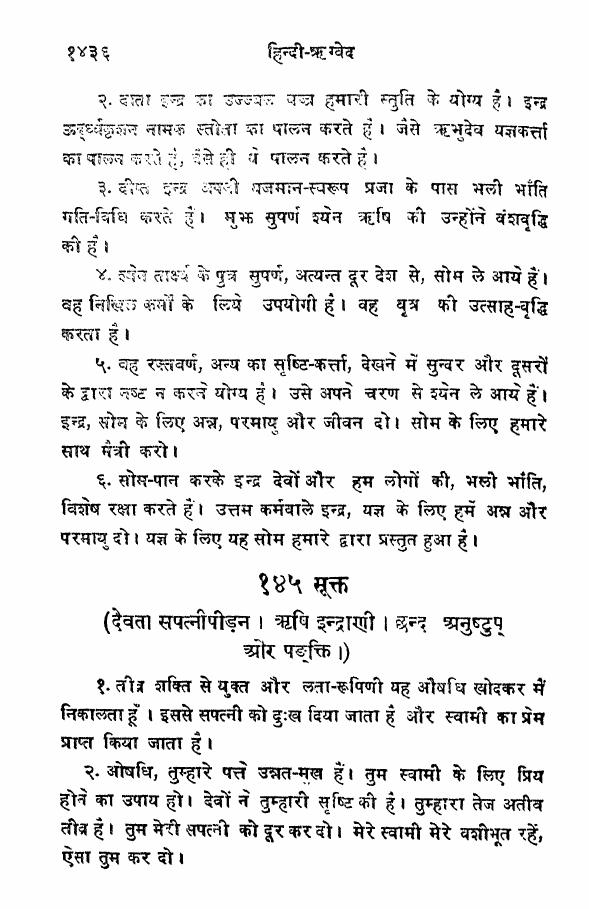 १४३६ हिन्दी-ऋग्वेद
२. दाता इन्द्र का उज्ज्वल वज्र हमारी स्तुति के योग्य है। इन्द्र
ऊर्द्ध्वकृशन नामक स्तोता का पालन करते हैं। जैसे ऋभुदेव यज्ञकर्त्ता
का पालन करते हैं, वैसे ही ये पालन करते हैं।
३. दीप्त इन्द्र अपनी यजमान-स्वरूप प्रजा के पास भली भाँति
गति-विधि करते हैं। मुझ सुपर्ण श्येन ऋषि की उन्होंने वंशवृद्धि
की है।
४. श्येन तार्क्ष्य के पुत्र सुपर्ण, अत्यन्त दूर देश से, सोम ले आये हैं।
वह निखिल कर्मों के लिये उपयोगी है। वह वृत्र की उत्साह-वृद्धि
करता है।
५. वह रक्तवर्ण, अन्य का सृष्टि-कर्त्ता, देखने में सुन्दर और दूसरों
के द्वारा नष्ट न करने योग्य है। उसे अपने चरण से श्येन ले आये हैं।
इन्द्र, सोम के लिए अन्न, परमायु और जीवन दो। सोम के लिए हमारे
साथ मैत्री करो।
६. सोम-पान करके इन्द्र देवों और हम लोगों की, भली भाँति,
विशेष रक्षा करते हैं। उत्तम कर्मवाले इन्द्र, यज्ञ के लिए हमें अन्न और
परमायु दो। यज्ञ के लिए यह सोम हमारे द्वारा प्रस्तुत हुआ है।
१४५ सूक्त
(देवता सपत्नीपीड़न। ऋषि इन्द्राणी। छन्द अनुष्टुप्
और पङ्क्ति।)
१. तीव्र शक्ति से युक्त और लता-रूपिणी यह औषधि खोदकर मैं
निकालता हूँ। इससे सपत्नी को दुःख दिया जाता है और स्वामी का प्रेम
प्राप्त किया जाता है।
२. ओषधि, तुम्हारे पत्ते उन्नत-मुख हैं। तुम स्वामी के लिए प्रिय
होने का उपाय हो। देवों ने तुम्हारी सृष्टि की है। तुम्हारा तेज अतीव
तीव्र है। तुम मेरी सपत्नी को दूर कर दो। मेरे स्वामी मेरे वशीभूत रहें,
ऐसा तुम कर दो।